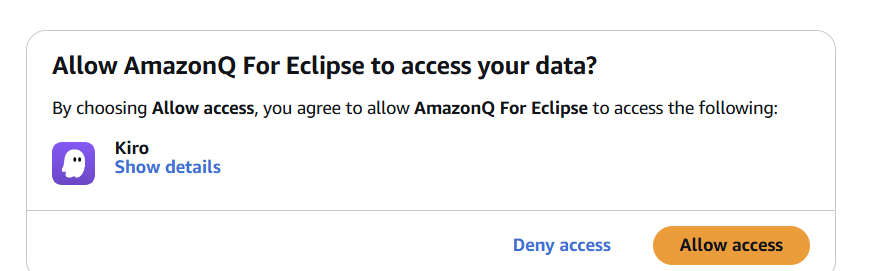 Allow AmazonQ For Eclipse to access your data?
By choosing Allow access, you agree to allow AmazonQ For Eclipse to access the following:
Kiro
Show details
Deny access
Allow access